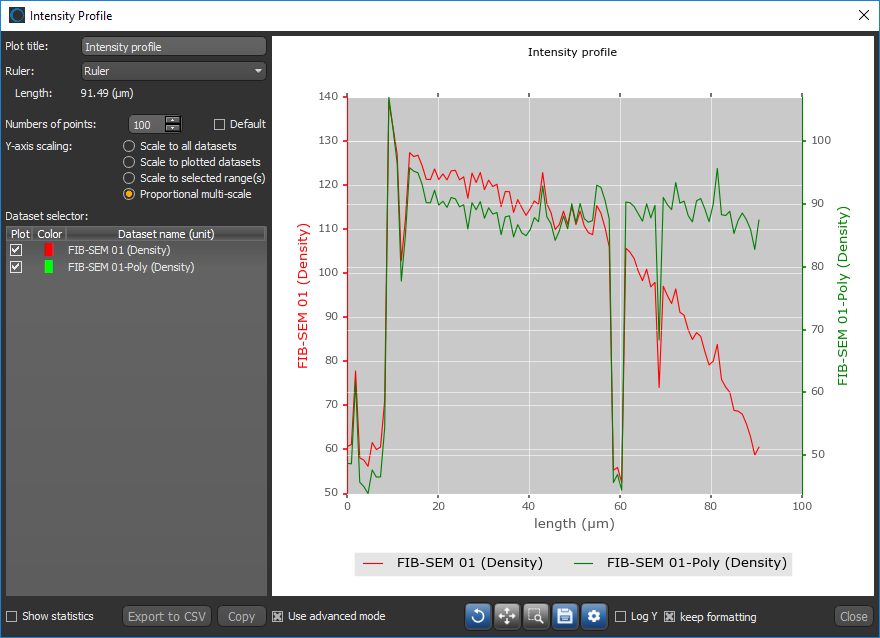 Intensity Profile
Plot title: Intensity profile
Ruler: Ruler
Length: 91.49 (µm)
Numbers of points: 100 Default
Y-axis scaling: Scale to all datasets
Scale to plotted datasets
Scale to selected range(s)
Proportional multi-scale
Dataset selector:
Plot Color Dataset name (unit)
FIB-SEM 01 (Density)
FIB-SEM 01-Poly (Density)
Intensity profile
FIB-SEM 01 (Density)
140
130
120
110
100
90
80
70
60
50
0 20 40 60 80 100
length (µm)
100
90
80
70
60
50
FIB-SEM 01-Poly (Density)
FIB-SEM 01 (Density) FIB-SEM 01-Poly (Density)
Show statistics Export to CSV Copy Use advanced mode Log Y keep formatting Close